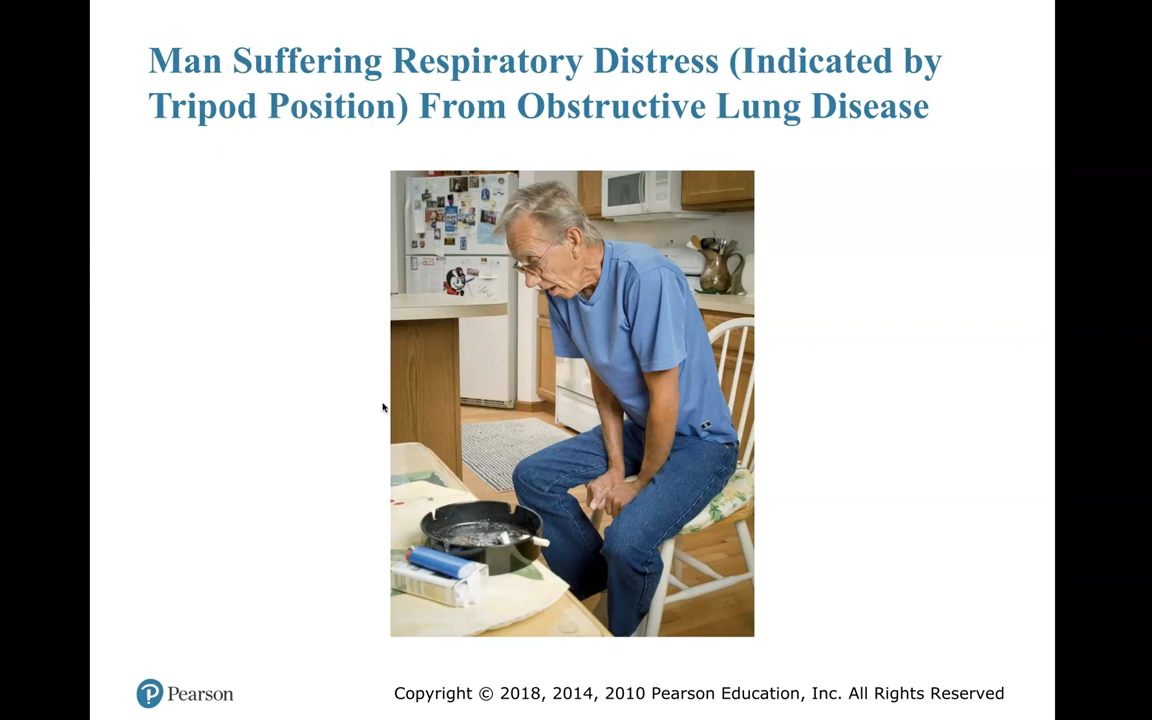 Man Suffering Respiratory Distress (Indicated by
Tripod Position) From Obstructive Lung Disease
Pearson
Copyright © 2018, 2014, 2010 Pearson Education, Inc. All Rights Reserved